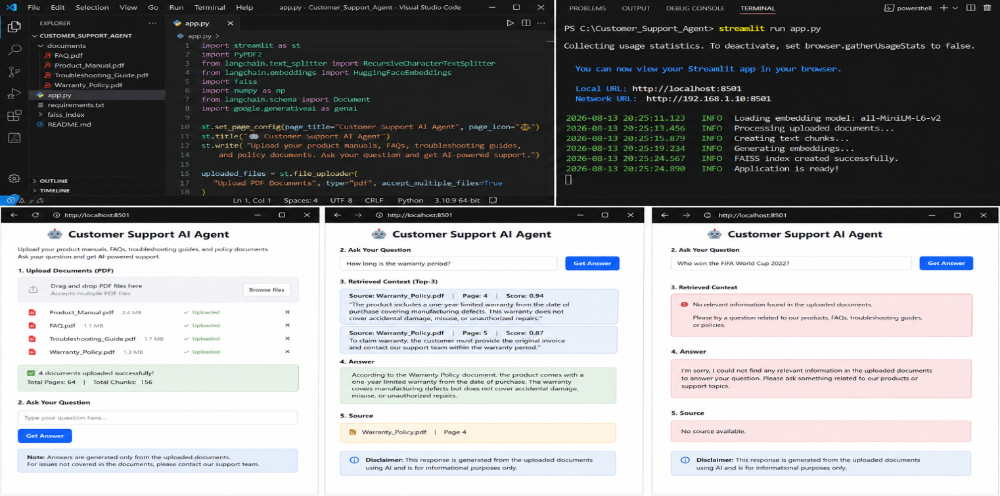 File Edit Selection View Go Run Terminal Help app.py - Customer_Support_Agent - Visual Studio Code
EXPLORER ...
CUSTOMER_SUPPORT_AGENT
documents
FAQ.pdf
Product_Manual.pdf
Troubleshooting_Guide.pdf
Warranty_Policy.pdf
app.py
requirements.txt
faiss_index
README.md
OUTLINE
TIMELINE
app.py
app.py >
1 import streamlit as st
2 import PyPDF2
3 from langchain.text_splitter import RecursiveCharacterTextSplitter
4 from langchain.embeddings import HuggingFaceEmbeddings
5 import faiss
6 import numpy as np
7 from langchain.schema import Document
8 import google.generativeai as genai
9
10 st.set_page_config(page_title="Customer Support AI Agent", page_icon="⚖️")
11 st.title("🤖 Customer Support AI Agent")
12 st.write( "Upload your product manuals, FAQs, troubleshooting guides,
14 and policy documents. Ask your question and get AI-powered support.")
15
15 uploaded_files = st.file_uploader(
17 "Upload PDF Documents", type="pdf", accept_multiple_files=True
18 )
Ln 1, Col 1 Spaces: 4 UTF-8 CRLF Python 3.10.9 64-bit
PROBLEMS OUTPUT DEBUG CONSOLE TERMINAL powershell
PS C:\Customer_Support_Agent> streamlit run app.py
Collecting usage statistics. To deactivate, set browser.gatherUsageStats to false.
You can now view your Streamlit app in your browser.
Local URL: http://localhost:8501
Network URL: http://192.168.1.10:8501
2026-08-13 20:25:11.123 INFO Loading embedding model: all-MiniLM-L6-v2
2026-08-13 20:25:13.456 INFO Processing uploaded documents...
2026-08-13 20:25:15.879 INFO Creating text chunks...
2026-08-13 20:25:19.234 INFO Generating embeddings...
2026-08-13 20:25:24.567 INFO FAISS index created successfully.
2026-08-13 20:25:24.890 INFO Application is ready!
http://localhost:8501
Customer Support AI Agent
Upload your product manuals, FAQs, troubleshooting guides, and policy documents.
Ask your question and get AI-powered support.
1. Upload Documents (PDF)
Drag and drop PDF files here
Accepts multiple PDF files
Browse files
Product_Manual.pdf 2.4 MB Uploaded
FAQ.pdf 1.1 MB Uploaded
Troubleshooting_Guide.pdf 1.7 MB Uploaded
Warranty_Policy.pdf 1.3 MB Uploaded
4 documents uploaded successfully!
Total Pages: 64 | Total Chunks: 156
2. Ask Your Question
Type your question here...
Get Answer
Note: Answers are generated only from the uploaded documents.
For issues not covered in the documents, please contact our support team.
http://localhost:8501
Customer Support AI Agent
2. Ask Your Question
How long is the warranty period?
Get Answer
3. Retrieved Context (Top-3)
Source: Warranty_Policy.pdf | Page: 4 | Score: 0.94
"The product includes a one-year limited warranty from the date of
purchase covering manufacturing defects. This warranty does not
cover accidental damage, misuse, or unauthorized repairs."
Source: Warranty_Policy.pdf | Page: 5 | Score: 0.87
To claim warranty, the customer must provide the original invoice
and contact our support team within the warranty period."
4. Answer
According to the Warranty Policy document, the product comes with a
one-year limited warranty from the date of purchase. The warranty
covers manufacturing defects but does not cover accidental damage,
misuse, or unauthorized repairs.
5. Source
Warranty_Policy.pdf | Page 4
Disclaimer: This response is generated from the uploaded documents
using AI and is for informational purposes only.
http://localhost:8501
Customer Support AI Agent
2. Ask Your Question
Who won the FIFA World Cup 2022?
Get Answer
3. Retrieved Context
No relevant information found in the uploaded documents.
Please try a question related to our products, FAQs, troubleshooting guides,
or policies.
4. Answer
I'm sorry, I could not find any relevant information in the uploaded documents
to answer your question. Please ask something related to our products or
support topics.
5. Source
No source available.
Disclaimer: This response is generated from the uploaded documents
using AI and is for informational purposes only.